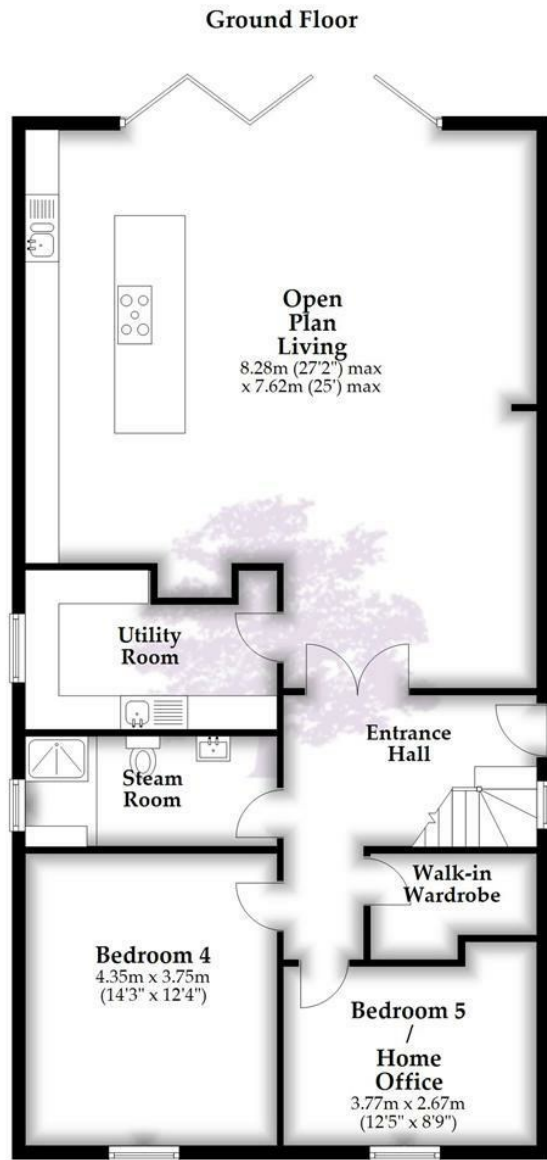 Ground Floor
Open
Plan
Living
8.28m (27'2") max
x 7.62m (25') max
Utility
Room
Entrance
Hall
Steam
Room
Walk-in
Wardrobe
Bedroom 4
4.35m x 3.75m
(14'3" x 12'4")
Bedroom 5
/
Home
Office
3.77m x 2.67m
(12'5" x 8'9")